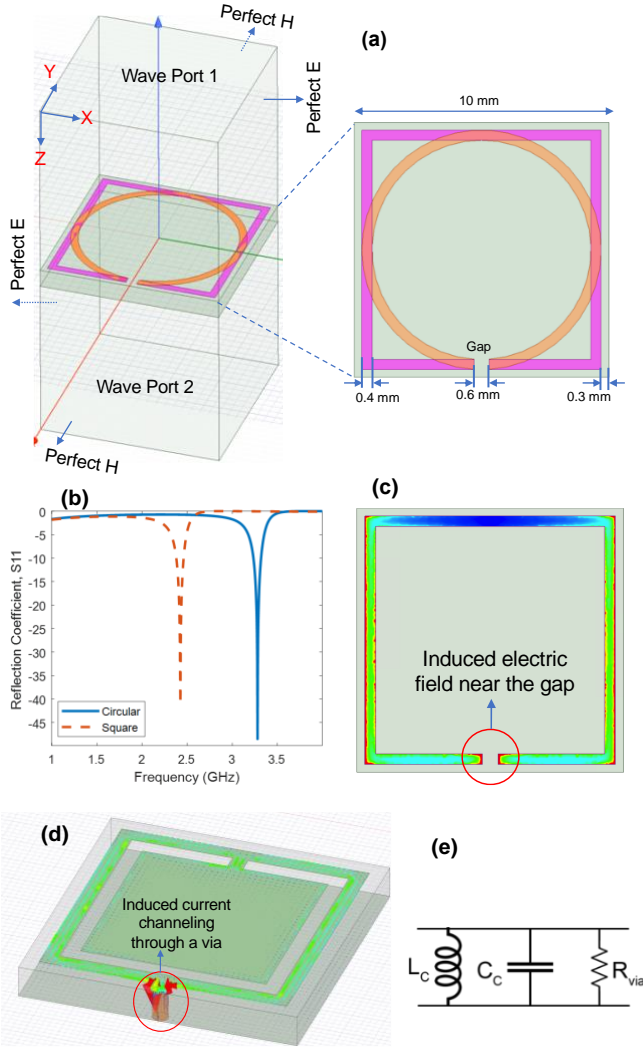 Perfect H
(a)
Wave Port 1
Perfect E
Y
X
Z
10 mm
Perfect E
Gap
Wave Port 2
0.4 mm
0.6 mm
0.3 mm
Perfect H
(b)
(c)
Reflection Coefficient, S11
0
-5
-10
-15
-20
-25
-30
-35
-40
-45
Circular
Square
1
1.5
2
2.5
3
3.5
Frequency (GHz)
Induced electric
field near the gap
(d)
(e)
Induced current
channeling
through a via
LC
CC
Rvia